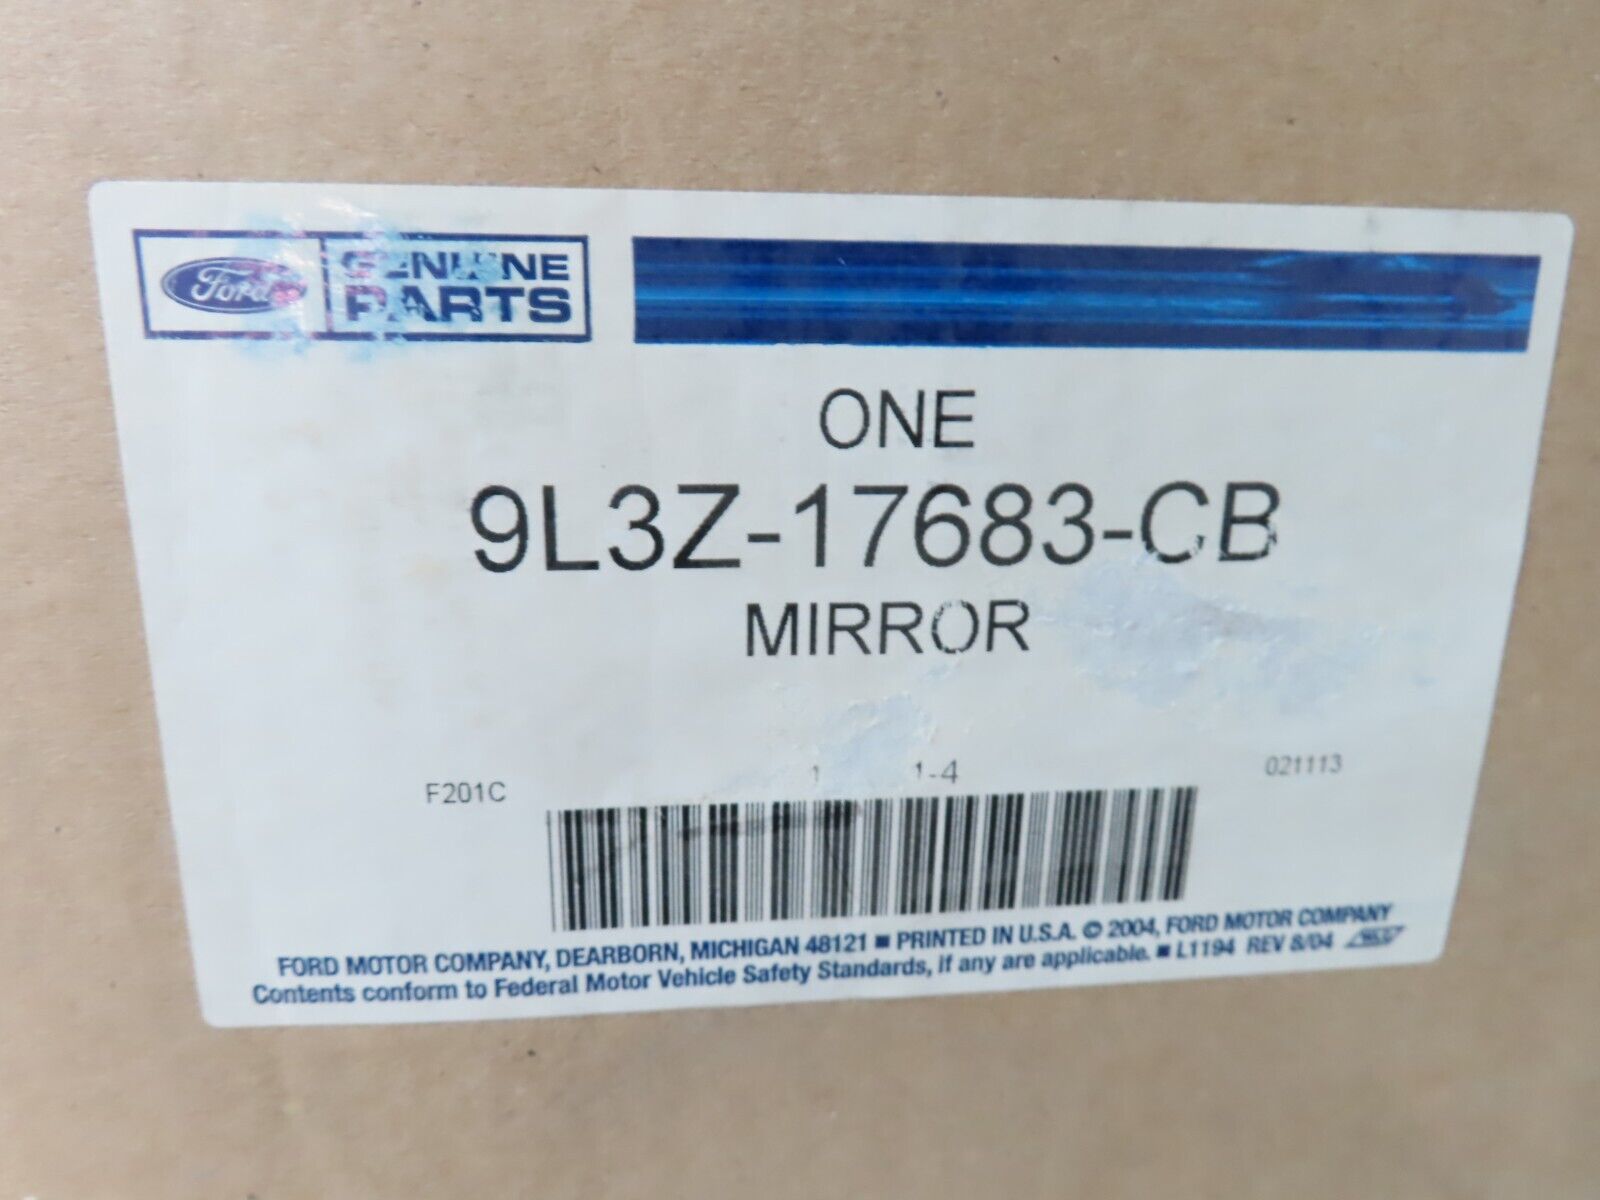 Ford GENUINE
PARTS
ONE
9L3Z-17683-CB
MIRROR
F201C 1-4 021113
FORD MOTOR COMPANY, DEARBORN, MICHIGAN 48121 ■ PRINTED IN U.S.A. © 2004, FORD MOTOR COMPANY
Contents conform to Federal Motor Vehicle Safety Standards, if any are applicable. ■ L1194 REV 8/04